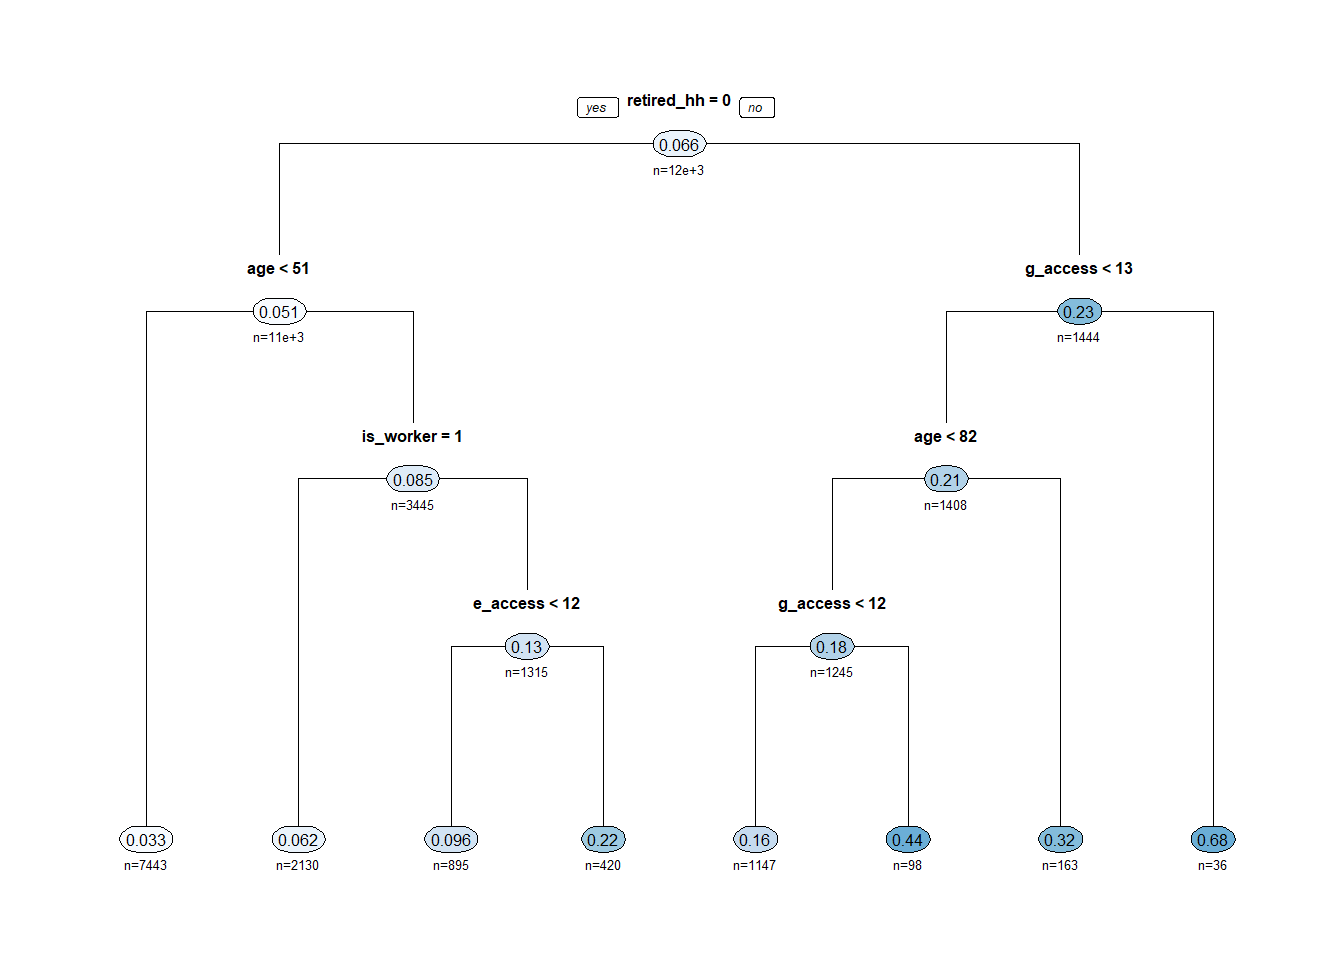 yes retired_hh = 0 no
0.066
n=12e+3
age < 51 g_access < 13
0.051 0.23
n=11e+3 n=1444
is_worker = 1 age < 82
0.085 0.21
n=3445 n=1408
e_access < 12 g_access < 12
0.13 0.18
n=1315 n=1245
0.033 0.062 0.096 0.22 0.16 0.44 0.32 0.68
n=7443 n=2130 n=895 n=420 n=1147 n=98 n=163 n=36